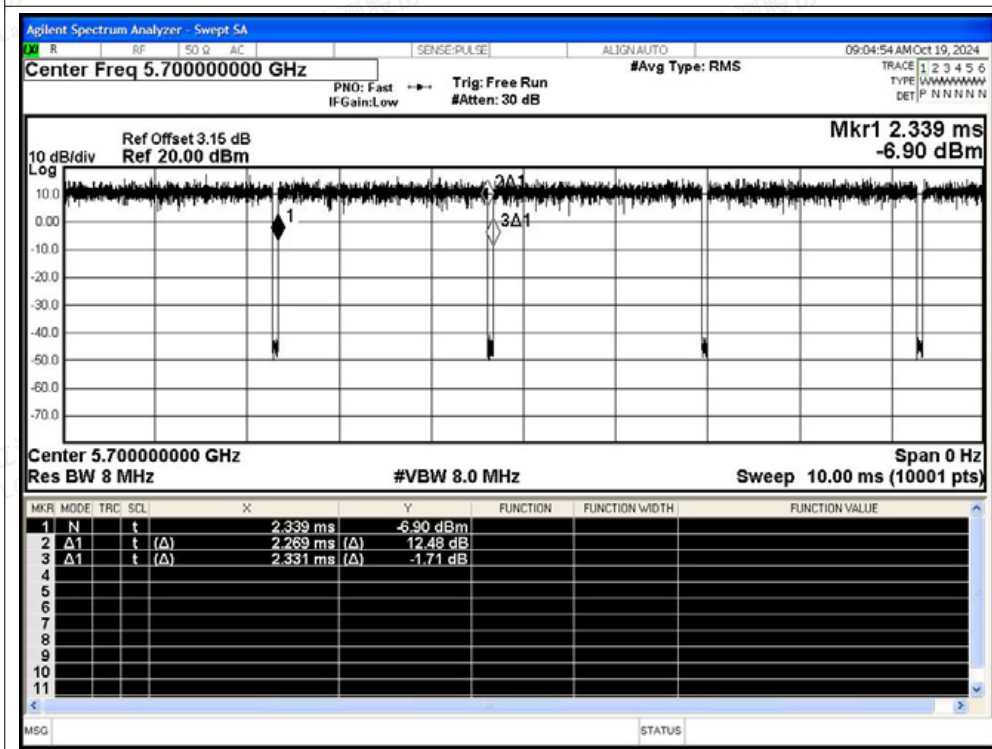 Agilent Spectrum Analyzer - Swept SA
R RF 50 Ω AC SENSE:PULSE ALIGN AUTO 09:04:54 AM Oct 19, 2024
Center Freq 5.700000000 GHz #Avg Type: RMS TRACE 1 2 3 4 5 6
PNO: Fast Trig: Free Run TYPE WWWWWW
IFGain:Low #Atten: 30 dB DET P N N N N N
Mkr1 2.339 ms
Ref Offset 3.15 dB
10 dB/div Ref 20.00 dBm -6.90 dBm
Log
10.0
0.00
-10.0
-20.0
-30.0
-40.0
-50.0
-60.0
-70.0
2Δ1
1
3Δ1
Center 5.700000000 GHz Span 0 Hz
Res BW 8 MHz #VBW 8.0 MHz Sweep 10.00 ms (10001 pts)
MKR MODE TRC SCL X Y FUNCTION FUNCTION WIDTH FUNCTION VALUE
1 N t 2.339 ms -6.90 dBm
2 Δ1 t (Δ) 2.269 ms (Δ) 12.48 dB
3 Δ1 t (Δ) 2.331 ms (Δ) -1.71 dB
4
5
6
7
8
9
10
11
MSG STATUS